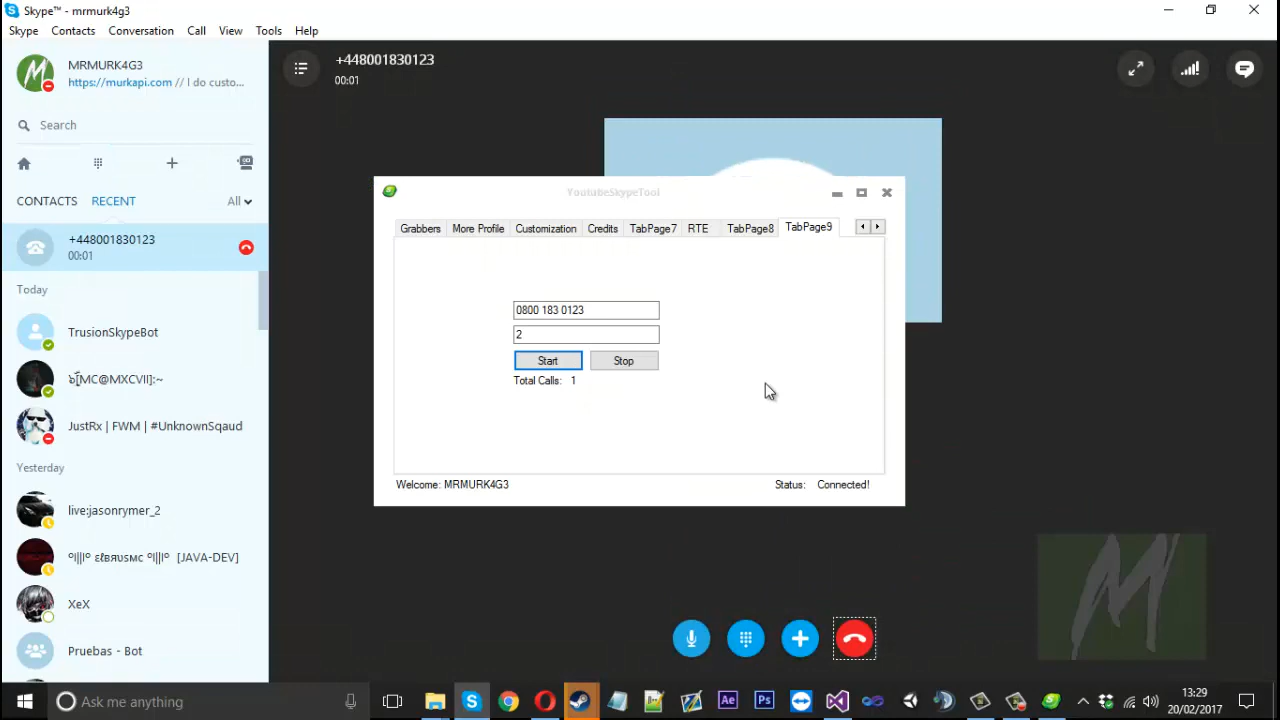 Skype™ - mrmurk4g3
Skype Contacts Conversation Call View Tools Help
MRMURK4G3
https://murkapi.com // I do custo...
Search
CONTACTS RECENT All
+448001830123
00:01
Today
TrusionSkypeBot
[MC@MXCVII]:~
JustRx | FWM | #UnknownSqaud
Yesterday
live:jasonrymer_2
[JAVA-DEV]
XeX
Pruebas - Bot
+448001830123
00:01
YoutubeSkypeTool
Grabbers More Profile Customization Credits TabPage7 RTE TabPage8 TabPage9
0800 183 0123
2
Start Stop
Total Calls: 1
Welcome: MRMURK4G3 Status: Connected!
Ask me anything
Ae Ps
13:29
20/02/2017